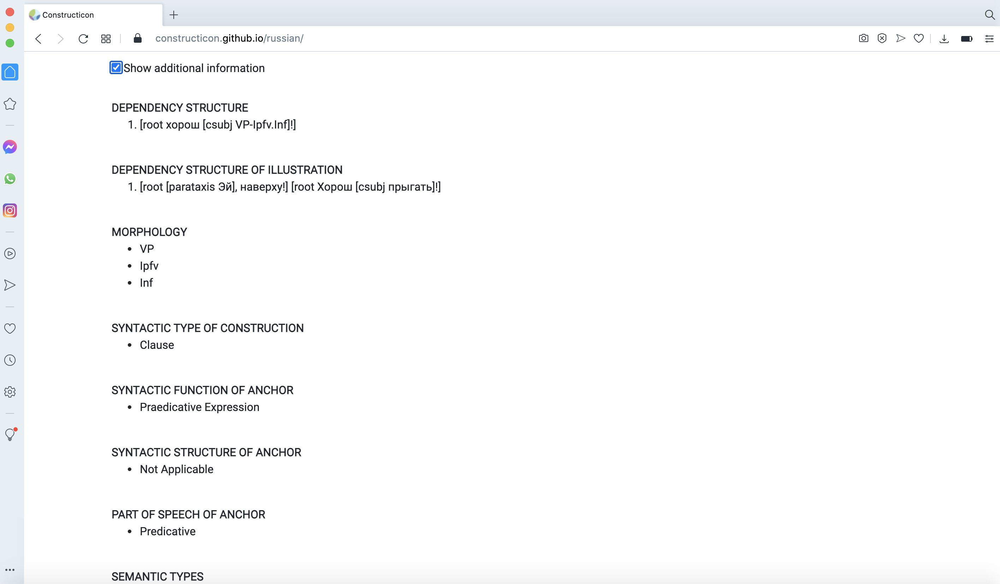 Constructicon
constructicon.github.io/russian/
Show additional information
DEPENDENCY STRUCTURE
1. [root хорош [csubj VP-Ipfv.Inf]!]
DEPENDENCY STRUCTURE OF ILLUSTRATION
1. [root [parataxis Эй], наверху!] [root Хорош [csubj прыгать]!]
MORPHOLOGY
• VP
• Ipfv
• Inf
SYNTACTIC TYPE OF CONSTRUCTION
• Clause
SYNTACTIC FUNCTION OF ANCHOR
• Praedicative Expression
SYNTACTIC STRUCTURE OF ANCHOR
• Not Applicable
PART OF SPEECH OF ANCHOR
• Predicative
SEMANTIC TYPES